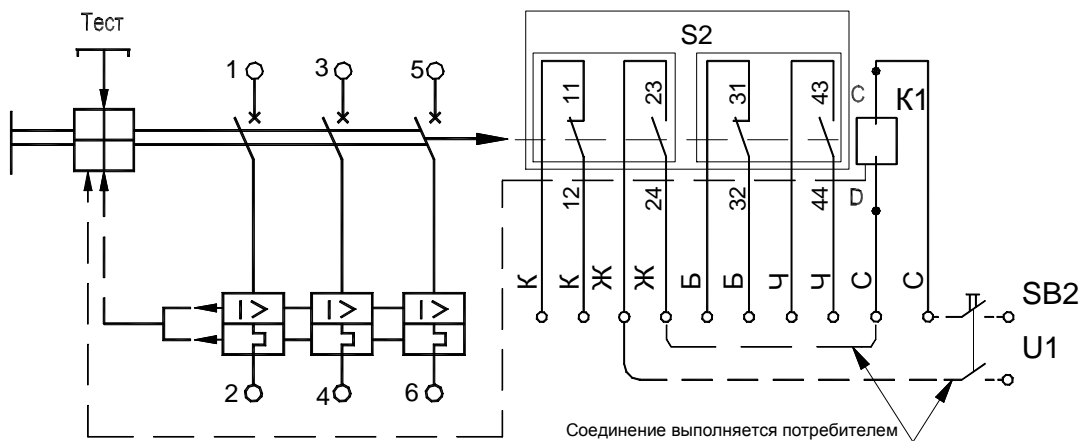 Тест
S2
1
3
5
11
23
31
43
C
К1
12
24
32
44
D
К
К
Ж
Ж
Б
Б
Ч
Ч
С
С
SB2
U1
I>
I>
I>
2
4
6
Соединение выполняется потребителем